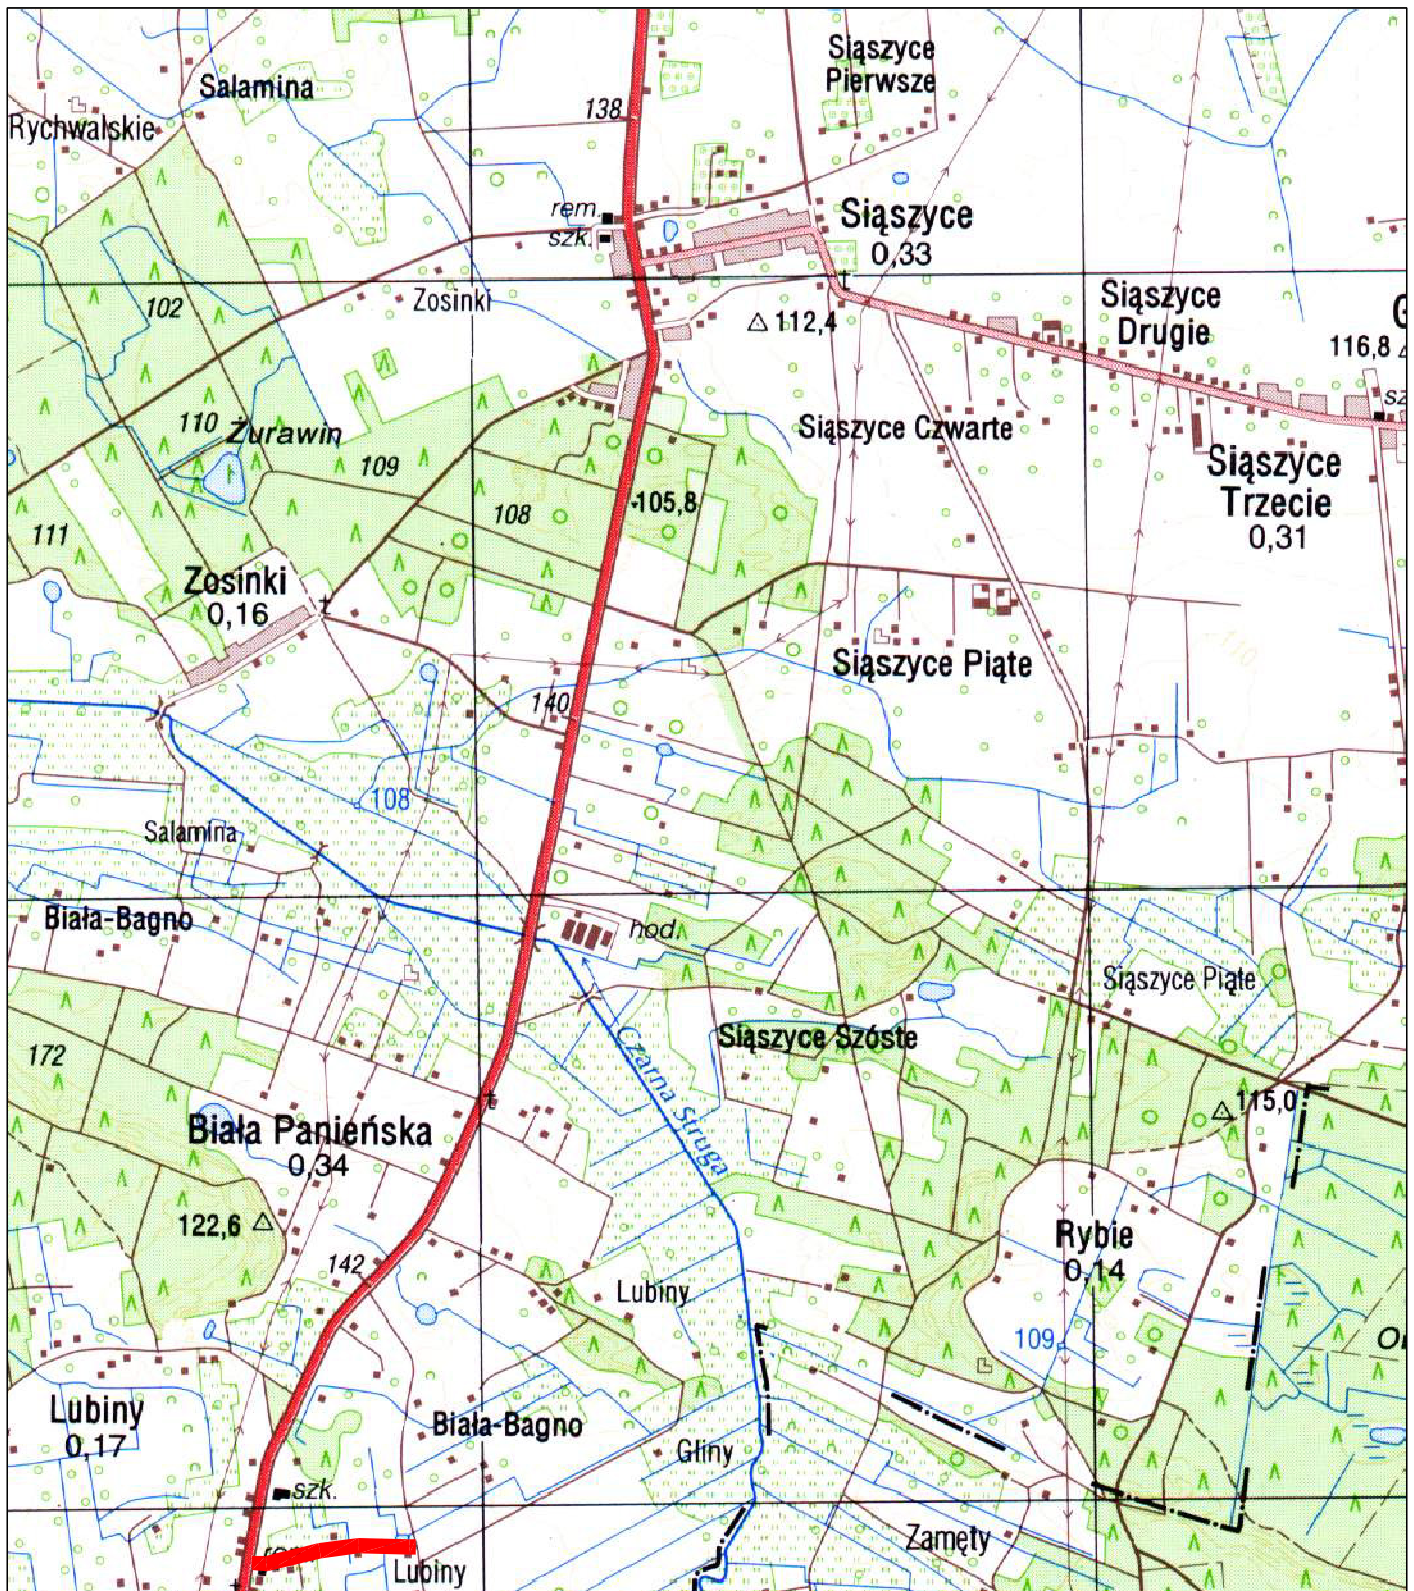 Siąszyce
Pierwsze
Salamina
138
Rychwalskie
rem.
szk.
Siąszyce
0,33
Zosinki
102
Siąszyce
Drugie
112,4
116,8
110
Żurawin
Siąszyce Czwarte
109
Siąszyce
Trzecie
0,31
105,8
108
111
Zosinki
0,16
110
Siąszyce Piąte
140
108
Salamina
Biała-Bagno
hod.
Siąszyce Piąte
Siąszyce Szóste
Czarna Struga
172
115,0
Biała Panieńska
0,34
122,6
Rybie
0,14
142
Lubiny
109
Lubiny
0,17
Biała-Bagno
Gliny
szk.
Zamęty
Lubiny